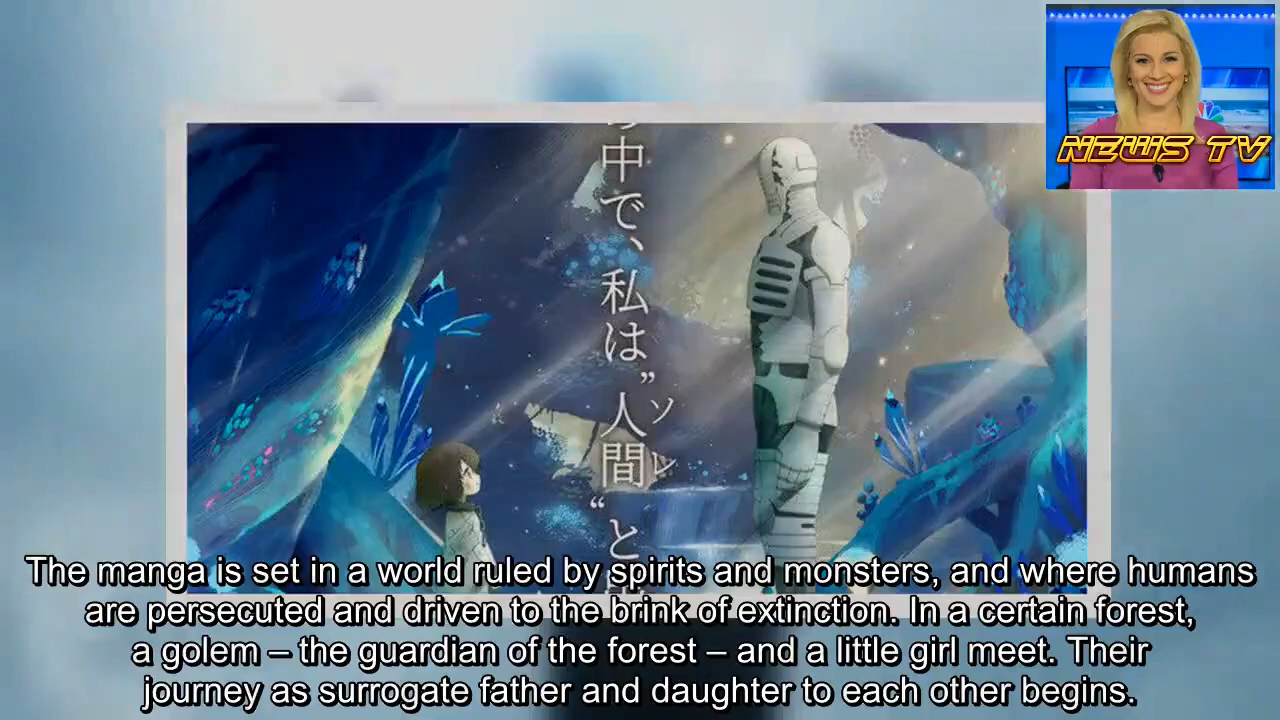 NEWS TV
中で、私は”人間“と
ソレ
The manga is set in a world ruled by spirits and monsters, and where humans
are persecuted and driven to the brink of extinction. In a certain forest,
a golem – the guardian of the forest – and a little girl meet. Their
journey as surrogate father and daughter to each other begins.